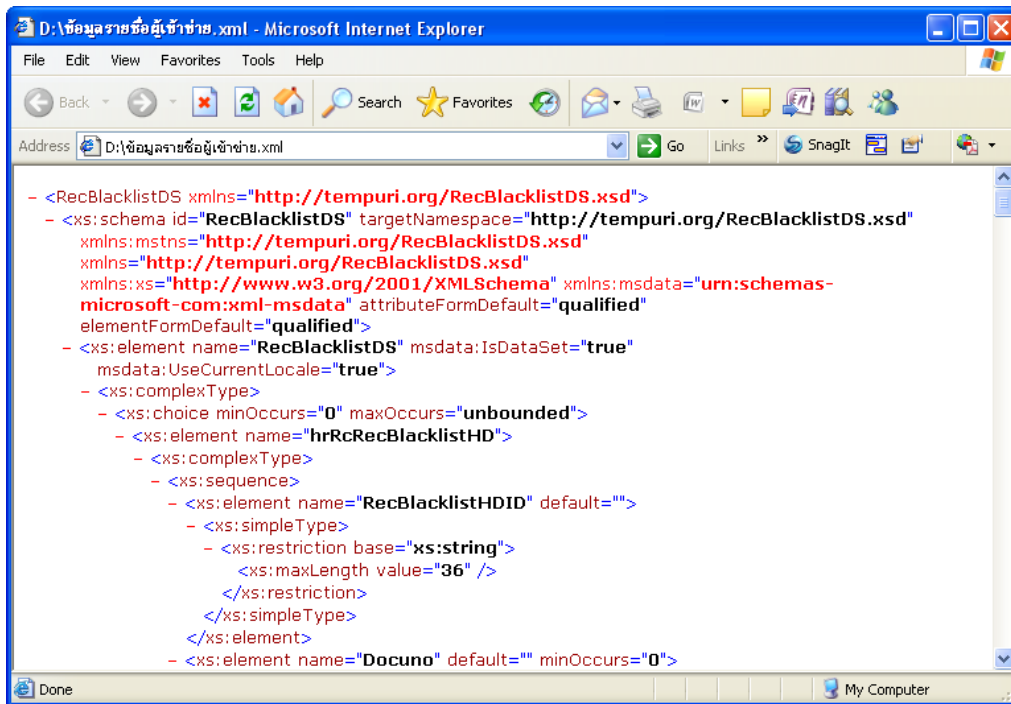 D:\ข้อมูลรายชื่อผู้เข้าข่าย.xml - Microsoft Internet Explorer
File Edit View Favorites Tools Help
Back Search Favorites
Address D:\ข้อมูลรายชื่อผู้เข้าข่าย.xml Go Links » SnagIt
- <RecBlacklistDS xmlns="http://tempuri.org/RecBlacklistDS.xsd">
- <xs:schema id="RecBlacklistDS" targetNamespace="http://tempuri.org/RecBlacklistDS.xsd"
xmlns:mstns="http://tempuri.org/RecBlacklistDS.xsd"
xmlns="http://tempuri.org/RecBlacklistDS.xsd"
xmlns:xs="http://www.w3.org/2001/XMLSchema" xmlns:msdata="urn:schemas-
microsoft-com:xml-msdata" attributeFormDefault="qualified"
elementFormDefault="qualified">
- <xs:element name="RecBlacklistDS" msdata:IsDataSet="true"
msdata:UseCurrentLocale="true">
- <xs:complexType>
- <xs:choice minOccurs="0" maxOccurs="unbounded">
- <xs:element name="hrRcRecBlacklistHD">
- <xs:complexType>
- <xs:sequence>
- <xs:element name="RecBlacklistHDID" default="">
- <xs:simpleType>
- <xs:restriction base="xs:string">
<xs:maxLength value="36" />
</xs:restriction>
</xs:simpleType>
</xs:element>
- <xs:element name="Docuno" default="" minOccurs="0">
Done My Computer